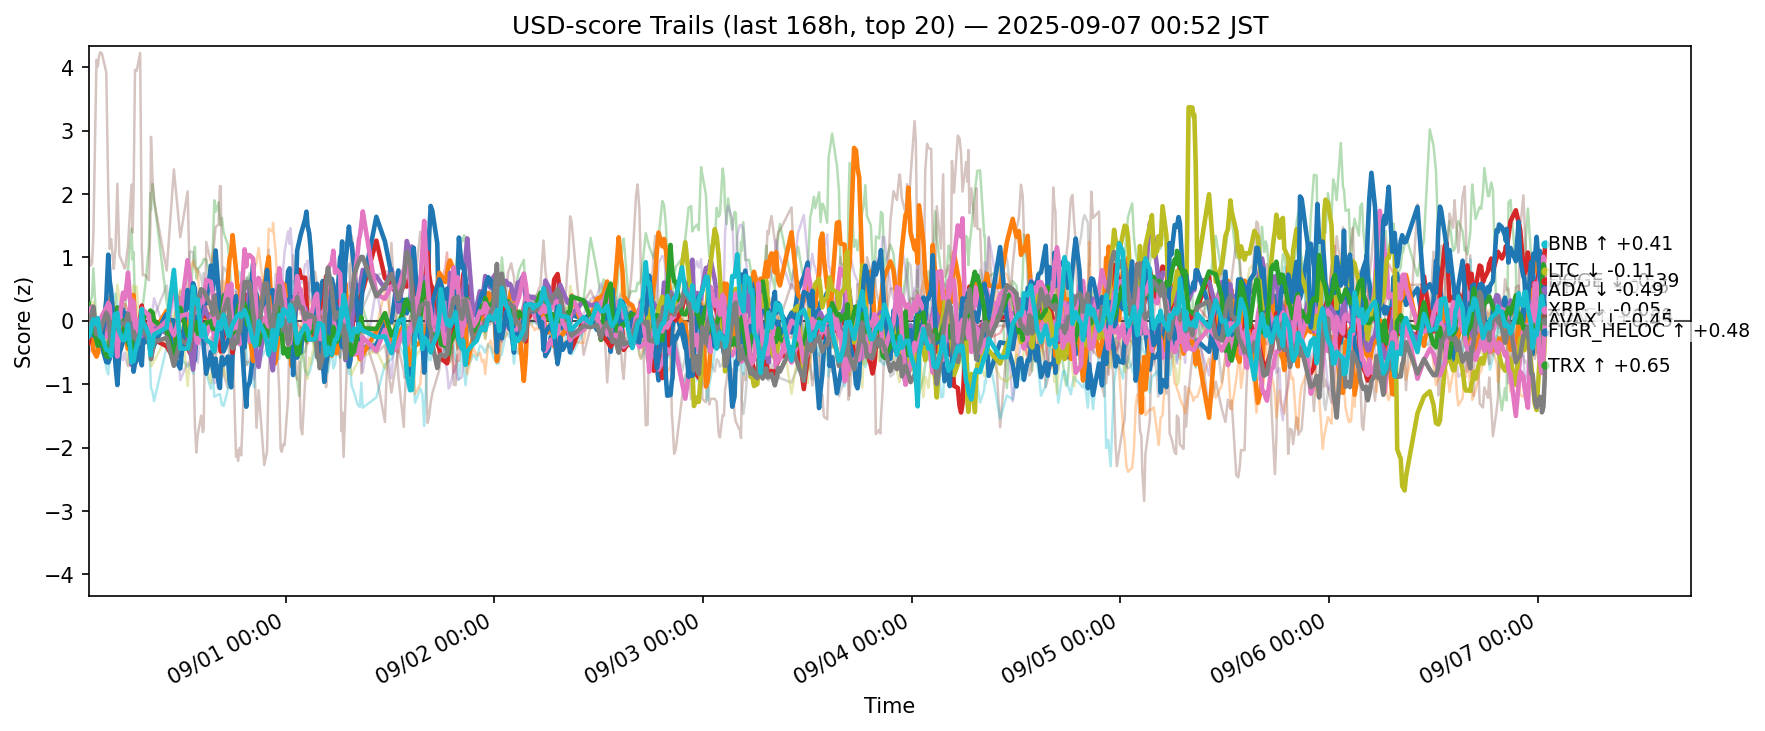 USD-score Trails (last 168h, top 20) — 2025-09-07 00:52 JST
Score (z)
4
3
2
1
0
−1
−2
−3
−4
BNB ↑ +0.41
LTC ↓ -0.11
ADA ↓ -0.49
XRP ↓ -0.05
FIGR_HELOC ↑ +0.48
TRX ↑ +0.65
09/01 00:00
09/02 00:00
09/03 00:00
09/04 00:00
09/05 00:00
09/06 00:00
09/07 00:00
Time